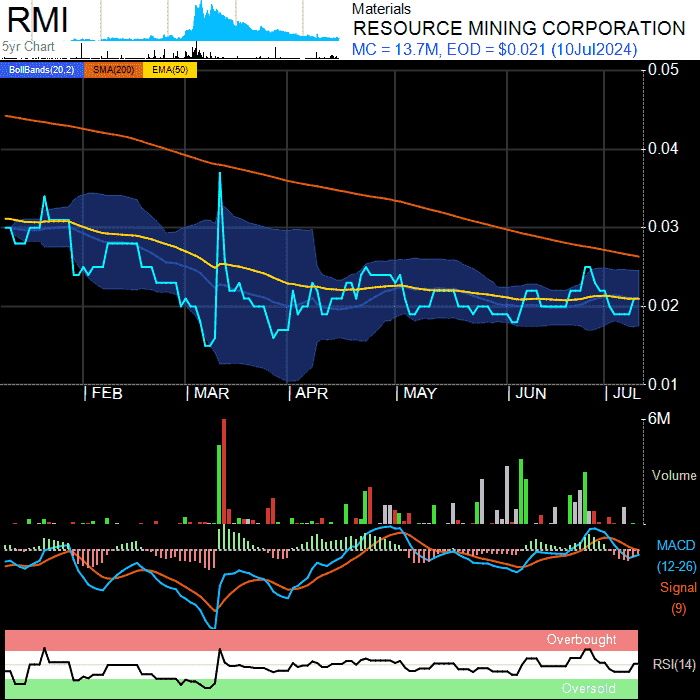 RMI
5yr Chart
Materials
RESOURCE MINING CORPORATION
MC = 13.7M, EOD = $0.021 (10Jul2024)
BollBands(20,2) SMA(200) EMA(50)
0.05
0.04
0.03
0.02
0.01
FEB MAR APR MAY JUN JUL
6M
Volume
MACD
(12-26)
Signal
(9)
Overbought
RSI(14)
Oversold